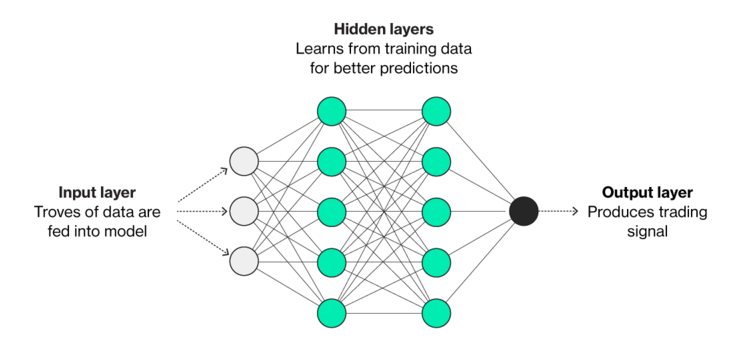 Hidden layers
Learns from training data
for better predictions
Input layer
Troves of data are
fed into model
Output layer
Produces trading
signal